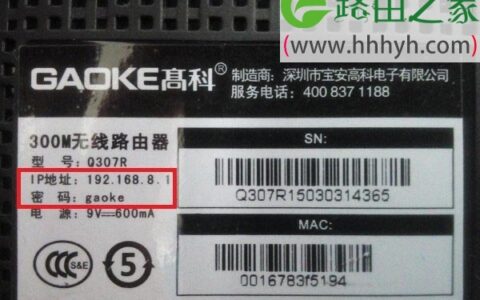 路由之家
(www.hhhyh.com)
GAOKE高科®
制造商：深圳市宝安高科电子有限公司
服务电话：400 837 1188
300M无线路由器
型 号：Q307R
IP地址：192.168.8.1
密 码：gaoke
电 源：9V⎓600mA
SN:
Q307R15030314365
MAC:
0016783f5194
CCC S&E
5